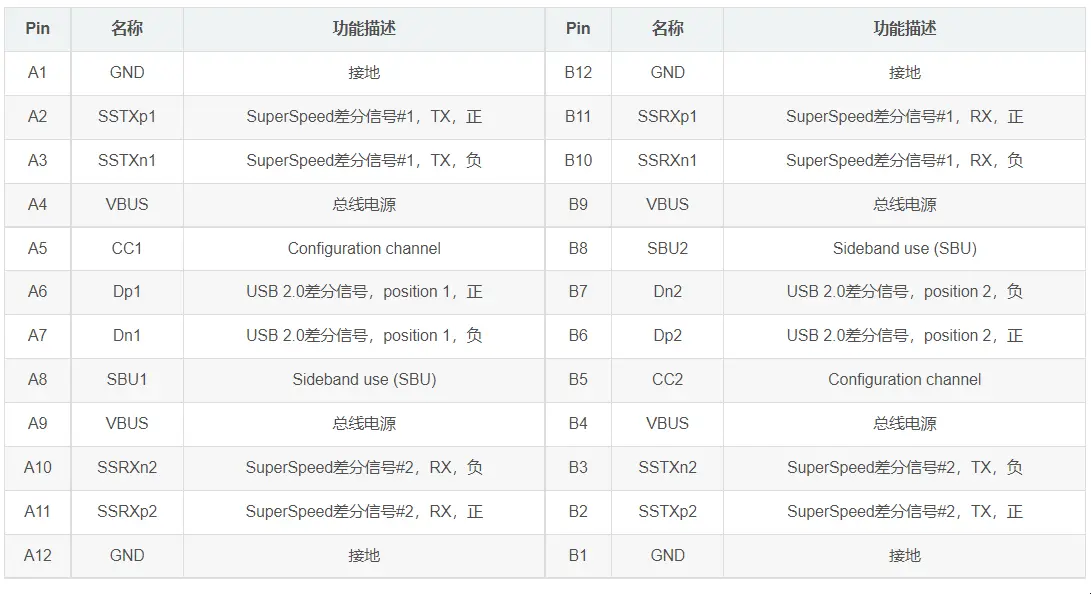 Pin 名称 功能描述 Pin 名称 功能描述
A1 GND 接地 B12 GND 接地
A2 SSTXp1 SuperSpeed差分信号#1，TX，正 B11 SSRXp1 SuperSpeed差分信号#1，RX，正
A3 SSTXn1 SuperSpeed差分信号#1，TX，负 B10 SSRXn1 SuperSpeed差分信号#1，RX，负
A4 VBUS 总线电源 B9 VBUS 总线电源
A5 CC1 Configuration channel B8 SBU2 Sideband use (SBU)
A6 Dp1 USB 2.0差分信号，position 1，正 B7 Dn2 USB 2.0差分信号，position 2，负
A7 Dn1 USB 2.0差分信号，position 1，负 B6 Dp2 USB 2.0差分信号，position 2，正
A8 SBU1 Sideband use (SBU) B5 CC2 Configuration channel
A9 VBUS 总线电源 B4 VBUS 总线电源
A10 SSRXn2 SuperSpeed差分信号#2，RX，负 B3 SSTXn2 SuperSpeed差分信号#2，TX，负
A11 SSRXp2 SuperSpeed差分信号#2，RX，正 B2 SSTXp2 SuperSpeed差分信号#2，TX，正
A12 GND 接地 B1 GND 接地